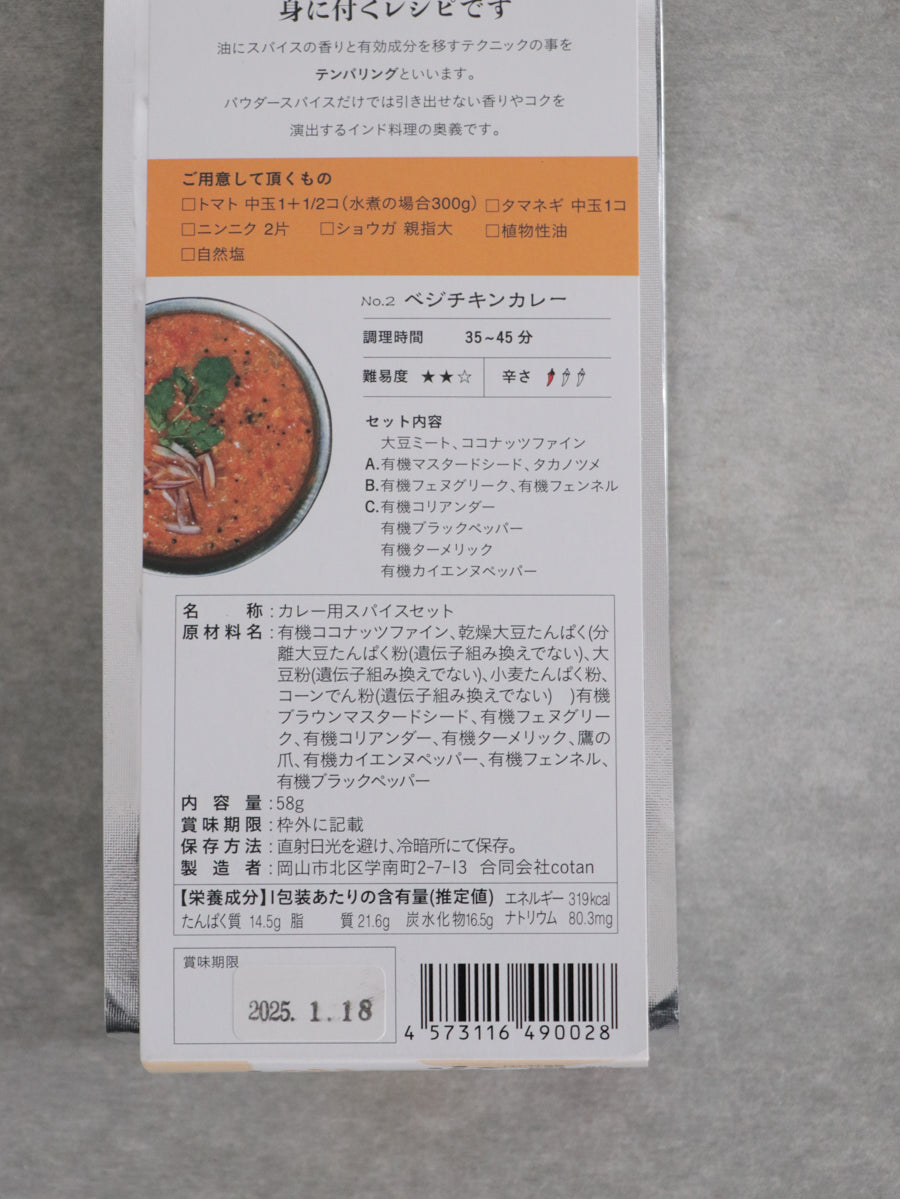 身に付くレシピです
油にスパイスの香りと有効成分を移すテクニックの事を
テンパリングといいます。
パウダースパイスだけでは引き出せない香りやコクを
演出するインド料理の奥義です。
ご用意して頂くもの
□トマト 中玉1＋1/2コ(水煮の場合300g) □タマネギ 中玉1コ
□ニンニク 2片 □ショウガ 親指大 □植物性油
□自然塩
No.2 ベジチキンカレー
調理時間 35~45 分
難易度 ★★☆ 辛さ
セット内容
大豆ミート、ココナッツファイン
A.有機マスタードシード、タカノツメ
B.有機フェヌグリーク、有機フェンネル
C.有機コリアンダー
有機ブラックペッパー
有機ターメリック
有機カイエンヌペッパー
名称:カレー用スパイスセット
原材料名:有機ココナッツファイン、乾燥大豆たんぱく(分
離大豆たんぱく粉(遺伝子組み換えでない)、大
豆粉(遺伝子組み換えでない)、小麦たんぱく粉、
コーンでん粉(遺伝子組み換えでない) )有機
ブラウンマスタードシード、有機フェヌグリー
ク、有機コリアンダー、有機ターメリック、鷹の
爪、有機カイエンヌペッパー、有機フェンネル、
有機ブラックペッパー
内容量:58g
賞味期限:枠外に記載
保存方法:直射日光を避け、冷暗所にて保存。
製造者:岡山市北区学南町2-7-13 合同会社cotan
【栄養成分】1包装あたりの含有量(推定値) エネルギー 319kcal
たんぱく質 14.5g 脂質 21.6g 炭水化物16.5g ナトリウム 80.3mg
賞味期限
2025. 1. 18
4 573116 490028